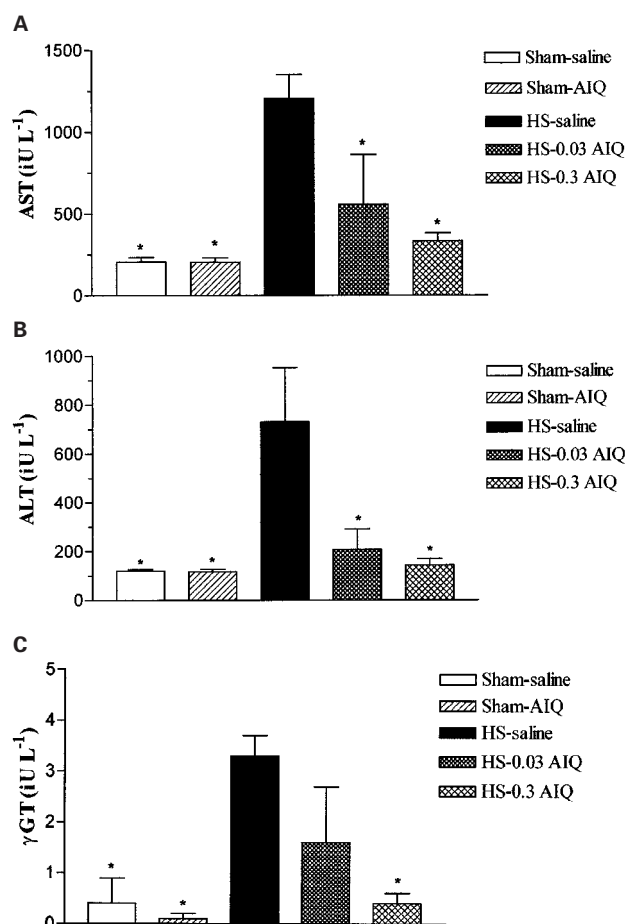 A
AST (iU L⁻¹)
1500
1000
500
0
* * * *
Sham-saline
Sham-AIQ
HS-saline
HS-0.03 AIQ
HS-0.3 AIQ
B
ALT (iU L⁻¹)
1000
800
600
400
200
0
* * * *
Sham-saline
Sham-AIQ
HS-saline
HS-0.03 AIQ
HS-0.3 AIQ
C
γGT (iU L⁻¹)
5
4
3
2
1
0
* * *
Sham-saline
Sham-AIQ
HS-saline
HS-0.03 AIQ
HS-0.3 AIQ